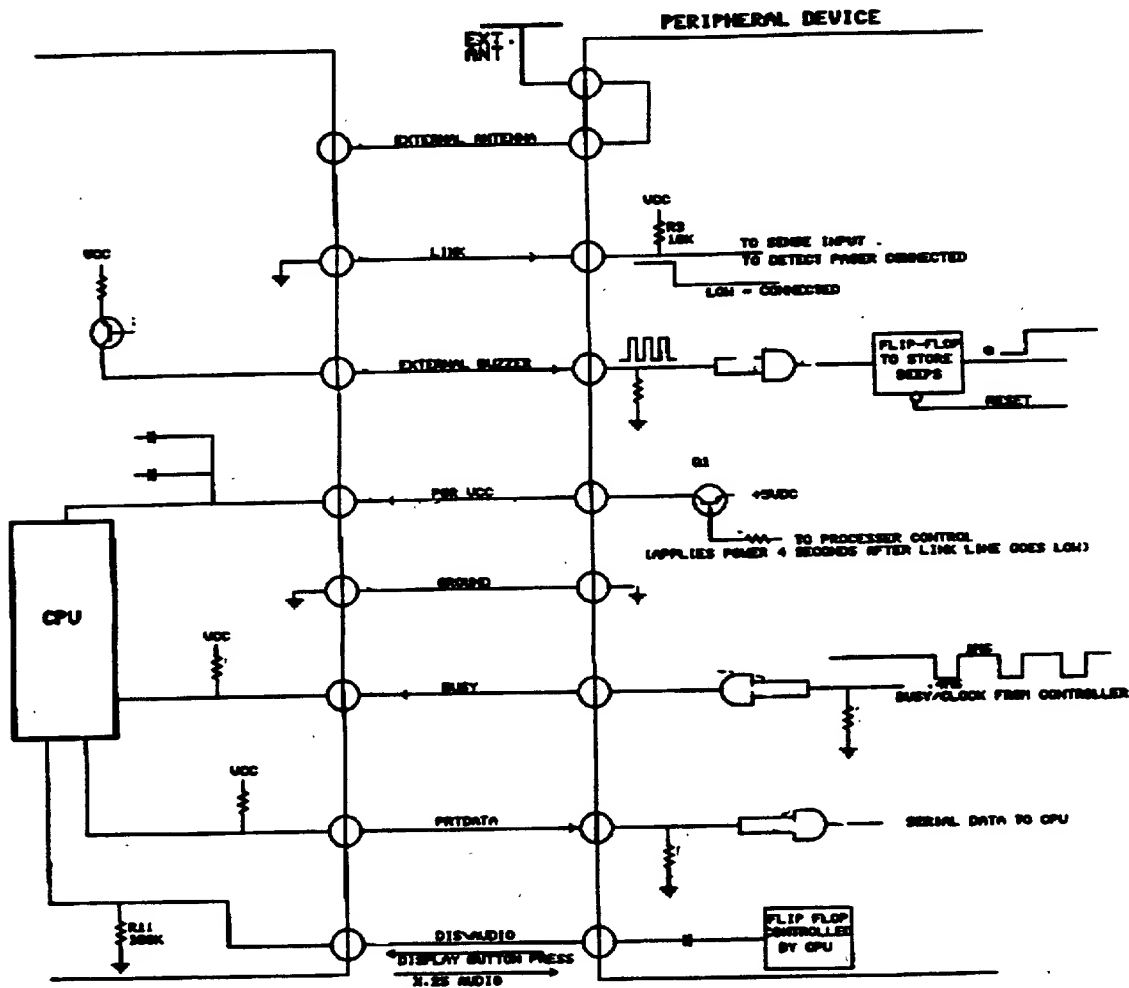 PERIPHERAL DEVICE
EXT.
ANT
EXTERNAL ANTENNA
VCC
R3
10K
TO SENSE INPUT
TO DETECT PAGER CONNECTED
LOW = CONNECTED
LINK
VCC
EXTERNAL BUZZER
FLIP-FLOP
TO STORE
BEEPS
RESET
Q1
PGR VCC
+5VDC
TO PROCESSER CONTROL
(APPLIES POWER 4 SECONDS AFTER LINK LINE GOES LOW)
GROUND
CPU
VCC
BUSY
BUSY/CLOCK FROM CONTROLLER
VCC
PRTDATA
SERIAL DATA TO CPU
R11
DIS\AUDIO
DISPLAY BUTTON PRESS
X.25 AUDIO
FLIP FLOP
CONTROLLED
BY CPU